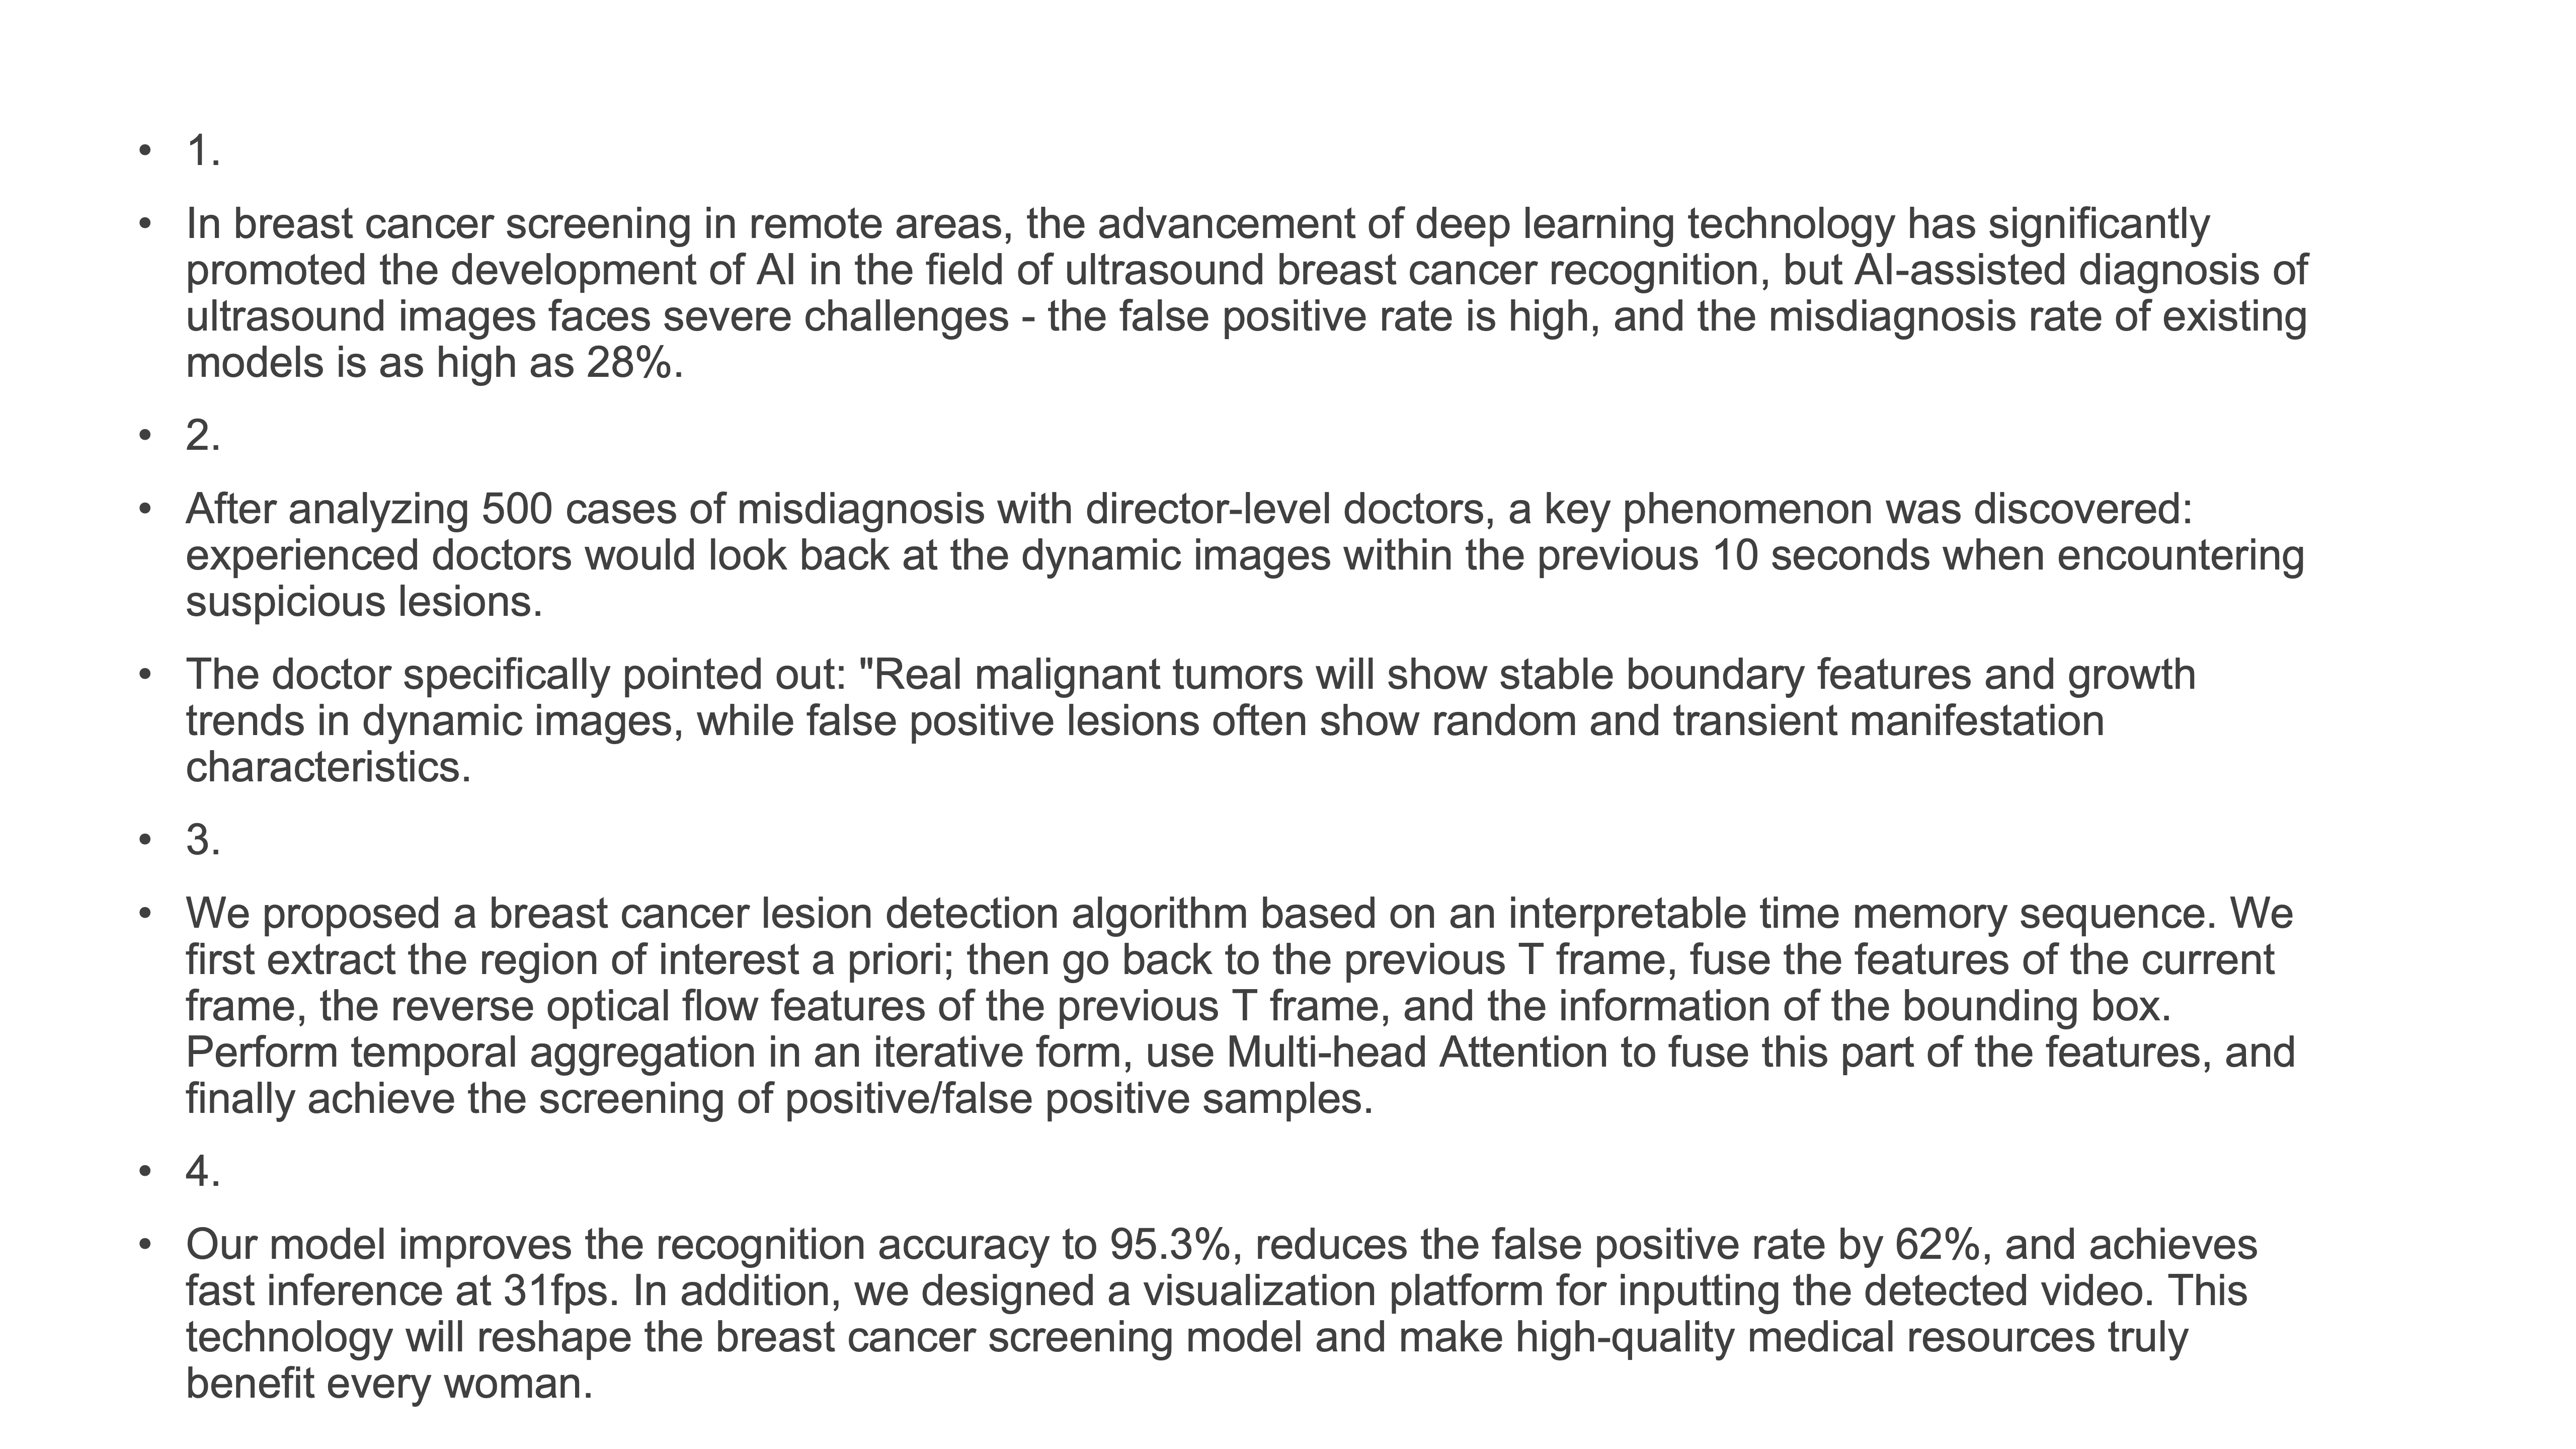 • 1.
• In breast cancer screening in remote areas, the advancement of deep learning technology has significantly
promoted the development of AI in the field of ultrasound breast cancer recognition, but AI-assisted diagnosis of
ultrasound images faces severe challenges - the false positive rate is high, and the misdiagnosis rate of existing
models is as high as 28%.
• 2.
• After analyzing 500 cases of misdiagnosis with director-level doctors, a key phenomenon was discovered:
experienced doctors would look back at the dynamic images within the previous 10 seconds when encountering
suspicious lesions.
• The doctor specifically pointed out: "Real malignant tumors will show stable boundary features and growth
trends in dynamic images, while false positive lesions often show random and transient manifestation
characteristics.
• 3.
• We proposed a breast cancer lesion detection algorithm based on an interpretable time memory sequence. We
first extract the region of interest a priori; then go back to the previous T frame, fuse the features of the current
frame, the reverse optical flow features of the previous T frame, and the information of the bounding box.
Perform temporal aggregation in an iterative form, use Multi-head Attention to fuse this part of the features, and
finally achieve the screening of positive/false positive samples.
• 4.
• Our model improves the recognition accuracy to 95.3%, reduces the false positive rate by 62%, and achieves
fast inference at 31fps. In addition, we designed a visualization platform for inputting the detected video. This
technology will reshape the breast cancer screening model and make high-quality medical resources truly
benefit every woman.